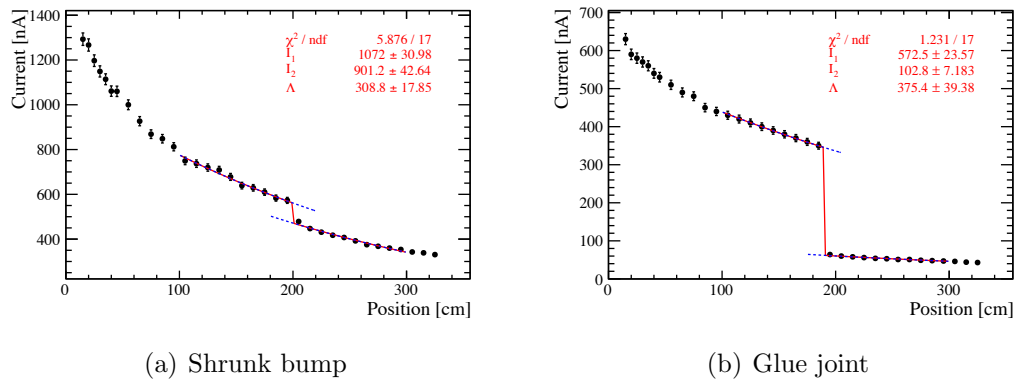 Current [nA]
1400
1200
1000
800
600
400
0 100 200 300
Position [cm]
χ² / ndf 5.876 / 17
I₁ 1072 ± 30.98
I₂ 901.2 ± 42.64
Λ 308.8 ± 17.85
(a) Shrunk bump
Current [nA]
700
600
500
400
300
200
100
0
0 100 200 300
Position [cm]
χ² / ndf 1.231 / 17
I₁ 572.5 ± 23.57
I₂ 102.8 ± 7.183
Λ 375.4 ± 39.38
(b) Glue joint